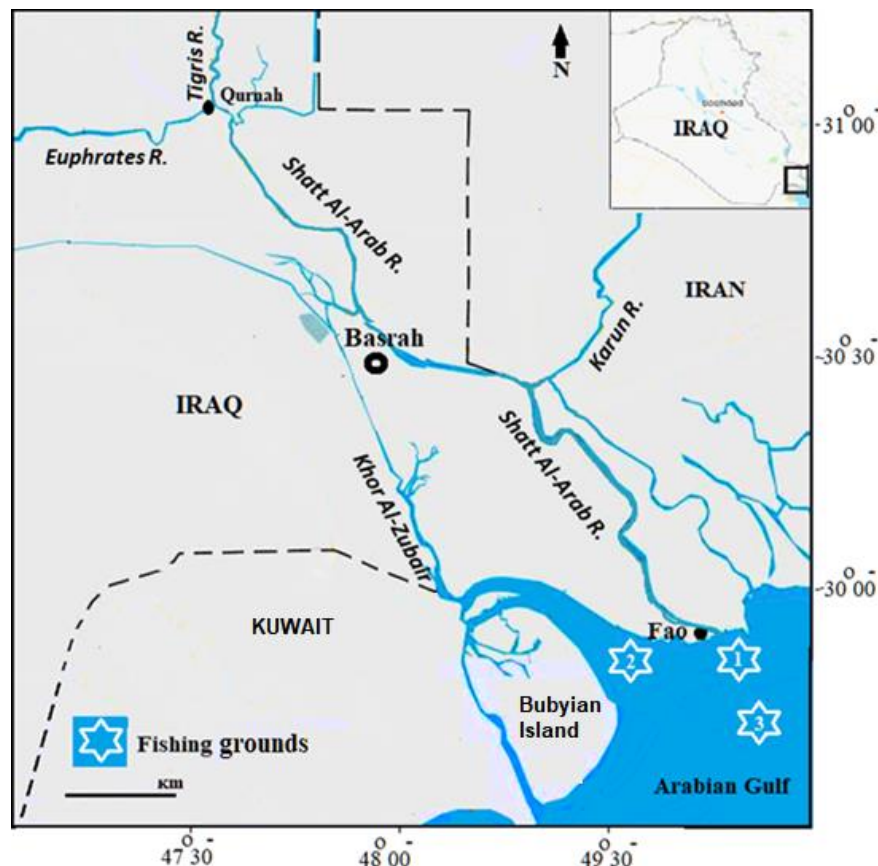 Tigris R.
Qurnah
Euphrates R.
N
IRAQ
31 00
Shatt Al-Arab R.
IRAN
Karun R.
Basrah
30 30
IRAQ
Shatt Al-Arab R.
Khor Al-Zubair
30 00
KUWAIT
Fao
1
2
3
Bubyian
Island
Fishing grounds
KM
Arabian Gulf
47 30
48 00
49 30